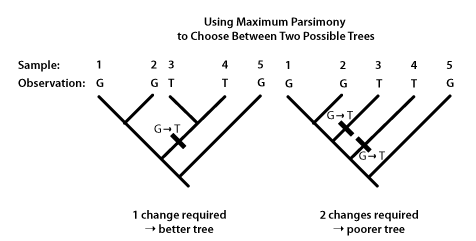 Using Maximum Parsimony
to Choose Between Two Possible Trees
Sample: 1 2 3 4 5 1 2 3 4 5
Observation: G G T T G G G T T G
G→T
G→T
G→T
1 change required
→ better tree
2 changes required
→ poorer tree